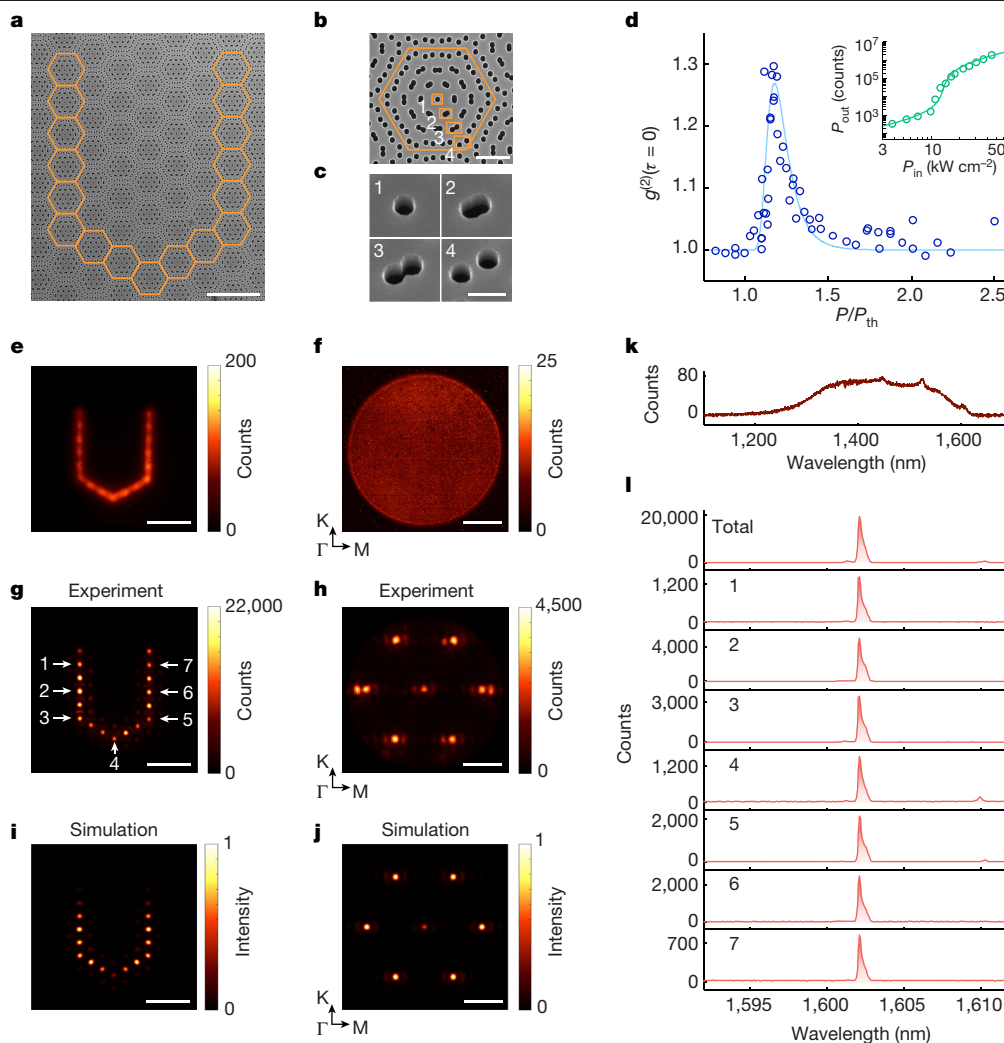 a
b
1
2
3
4
c
1
2
3
4
d
1.3
1.2
1.1
1.0
g(2)(τ = 0)
1.0
1.5
2.0
2.5
P/Pth
10^7
10^5
10^3
Pout (counts)
3
10
50
Pin (kW cm–2)
e
200
0
Counts
f
25
0
Counts
K
Γ
M
g
Experiment
22,000
0
Counts
1
2
3
4
5
6
7
h
Experiment
4,500
0
Counts
K
Γ
M
i
Simulation
1
0
Intensity
j
Simulation
1
0
Intensity
K
Γ
M
k
80
0
Counts
1,200
1,400
1,600
Wavelength (nm)
l
20,000
0
Total
1,200
0
1
4,000
0
2
3,000
0
3
1,200
0
4
2,000
0
5
2,000
0
6
700
0
7
Counts
1,595
1,600
1,605
1,610
Wavelength (nm)